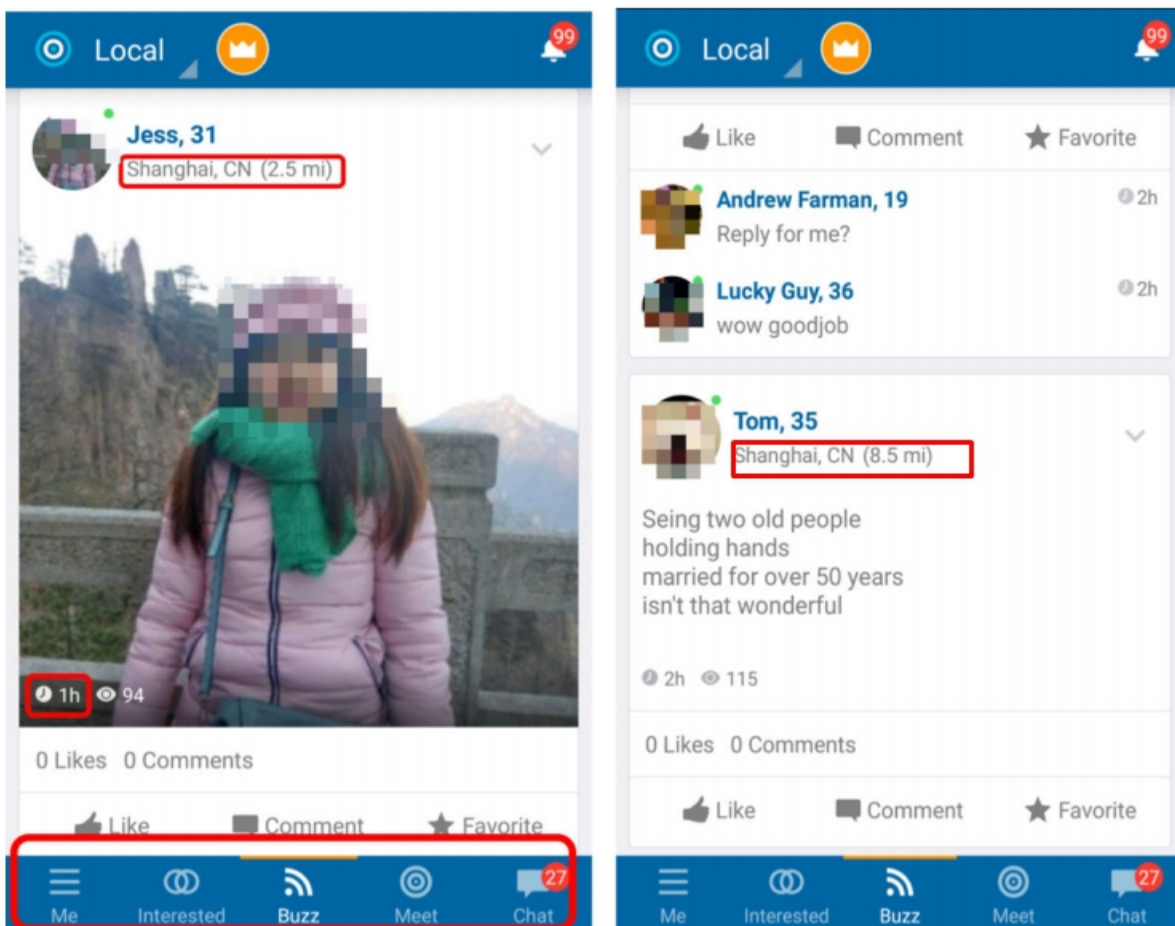 Local
99
Jess, 31
Shanghai, CN (2.5 mi)
1h 94
0 Likes 0 Comments
Like Comment Favorite
Me Interested Buzz Meet Chat
27
Local
99
Like Comment Favorite
Andrew Farman, 19
2h
Reply for me?
Lucky Guy, 36
2h
wow goodjob
Tom, 35
Shanghai, CN (8.5 mi)
Seing two old people
holding hands
married for over 50 years
isn't that wonderful
2h 115
0 Likes 0 Comments
Like Comment Favorite
Me Interested Buzz Meet Chat
27